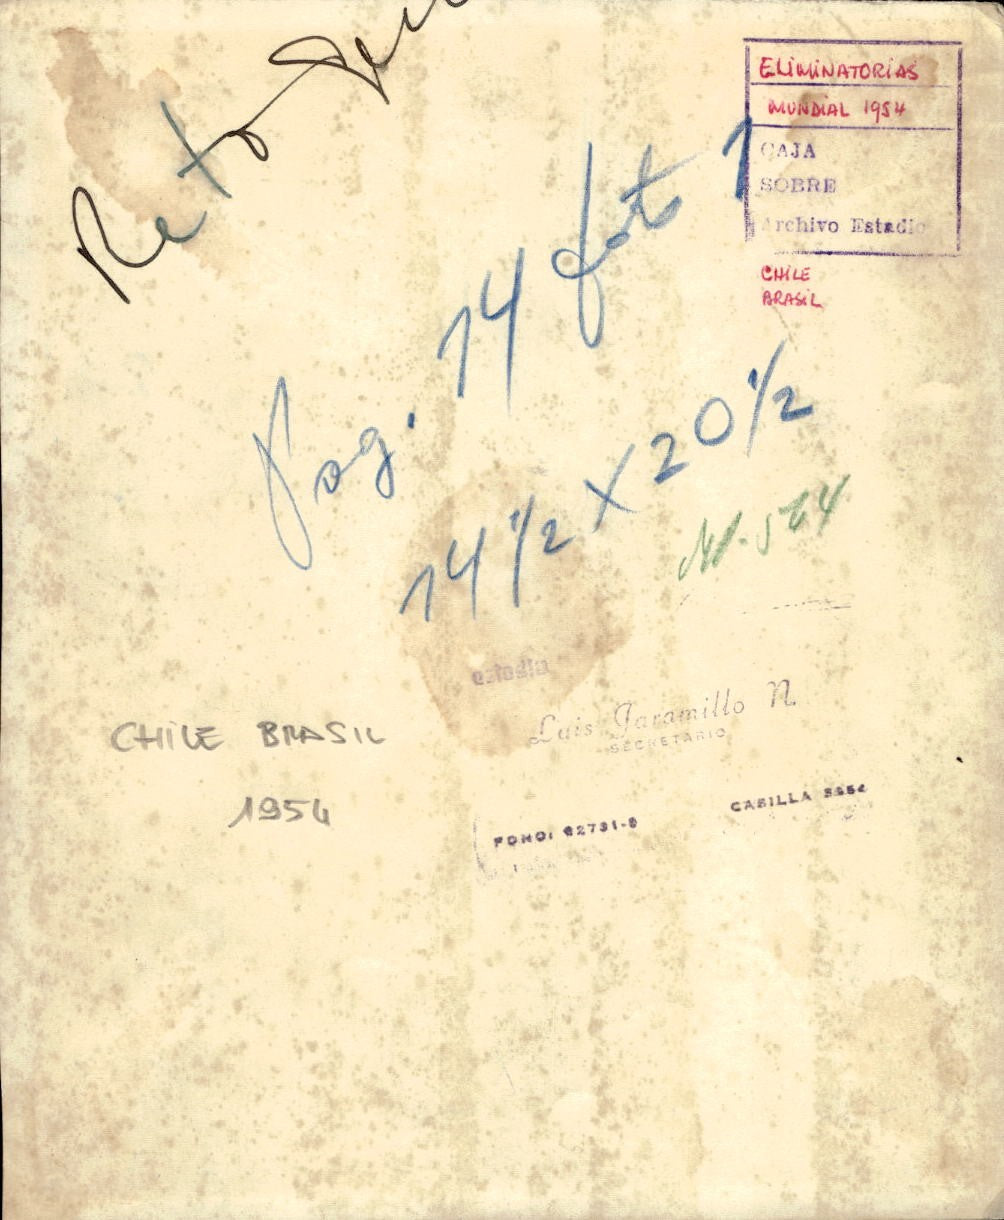 ELIMINATORIAS
MUNDIAL 1954
CAJA
SOBRE
Archivo Estadio
CHILE
BRASIL
Pag. 14 foto 1
14 1/2 X 20 1/2
estadio
Luis Jaramillo N.
SECRETARIO
CHILE BRASIL
1954
FONO: 62731-8
CASILLA